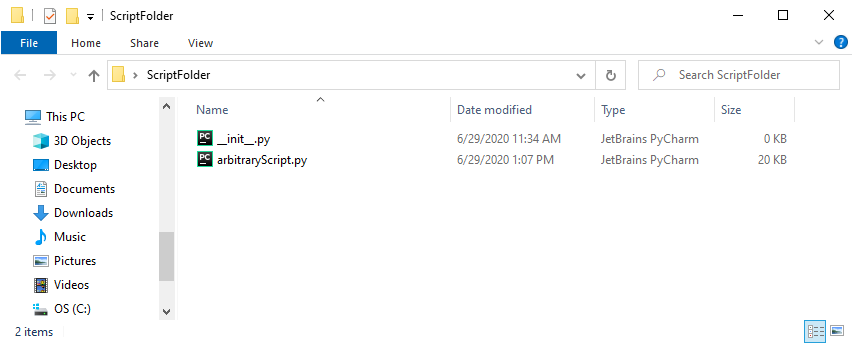 ScriptFolder
File Home Share View
ScriptFolder Search ScriptFolder
This PC
3D Objects
Desktop
Documents
Downloads
Music
Pictures
Videos
OS (C:)
Name Date modified Type Size
PC __init__.py 6/29/2020 11:34 AM JetBrains PyCharm 0 KB
PC arbitraryScript.py 6/29/2020 1:07 PM JetBrains PyCharm 20 KB
2 items